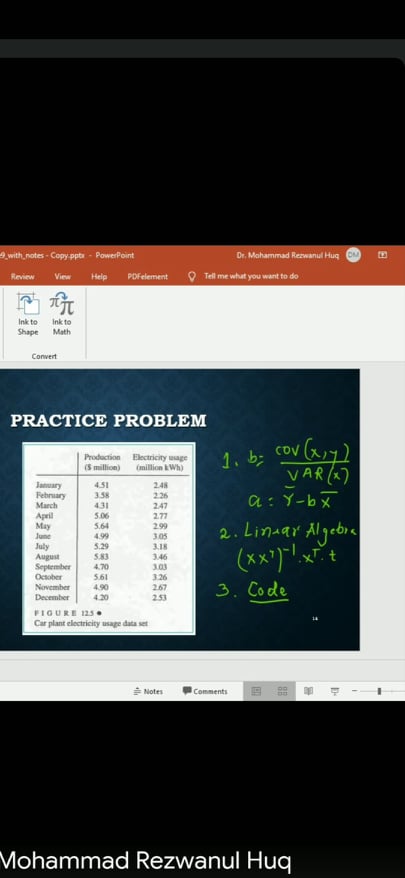 9_with_notes - Copy.pptx - PowerPoint
Dr. Mohammad Rezwanul Huq
DM
Review View Help PDFelement Tell me what you want to do
Ink to Shape
Ink to Math
Convert
PRACTICE PROBLEM
Production Electricity usage
($ million) (million kWh)
January 4.51 2.48
February 3.58 2.26
March 4.31 2.47
April 5.06 2.77
May 5.64 2.99
June 4.99 3.05
July 5.29 3.18
August 5.83 3.46
September 4.70 3.03
October 5.61 3.26
November 4.90 2.67
December 4.20 2.53
FIGURE 12.5
Car plant electricity usage data set
1. b = cov(x,y) / VAR(x)
a = Y̅ - b x̅
2. Linear Algebra
(xxᵀ)⁻¹.xᵀ.t
3. Code
14
Notes Comments
Mohammad Rezwanul Huq